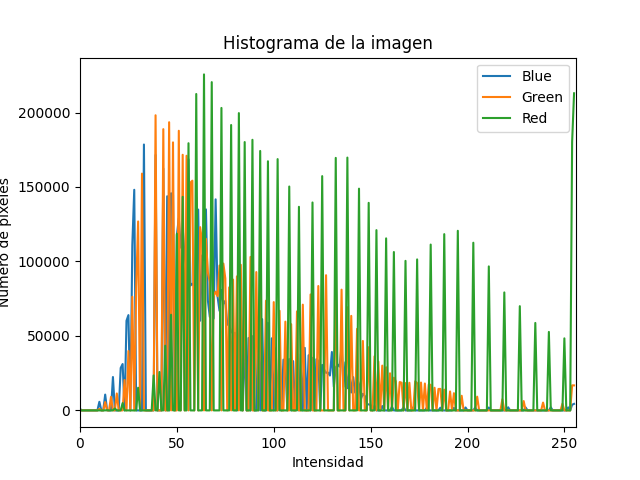 Histograma de la imagen
Blue
Green
Red
Número de píxeles
200000
150000
100000
50000
0
0 50 100 150 200 250
Intensidad